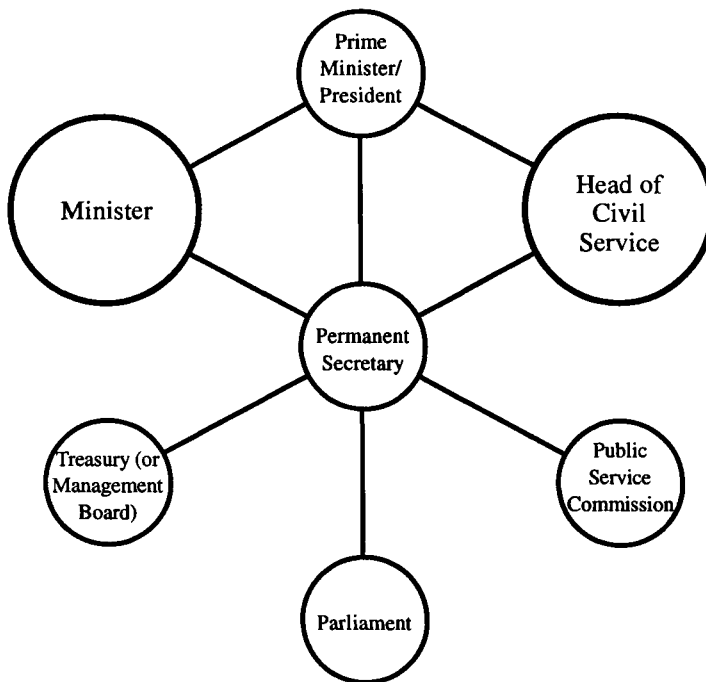 Prime
Minister/
President
Minister
Head of
Civil
Service
Permanent
Secretary
Treasury (or
Management
Board)
Public
Service
Commission
Parliament